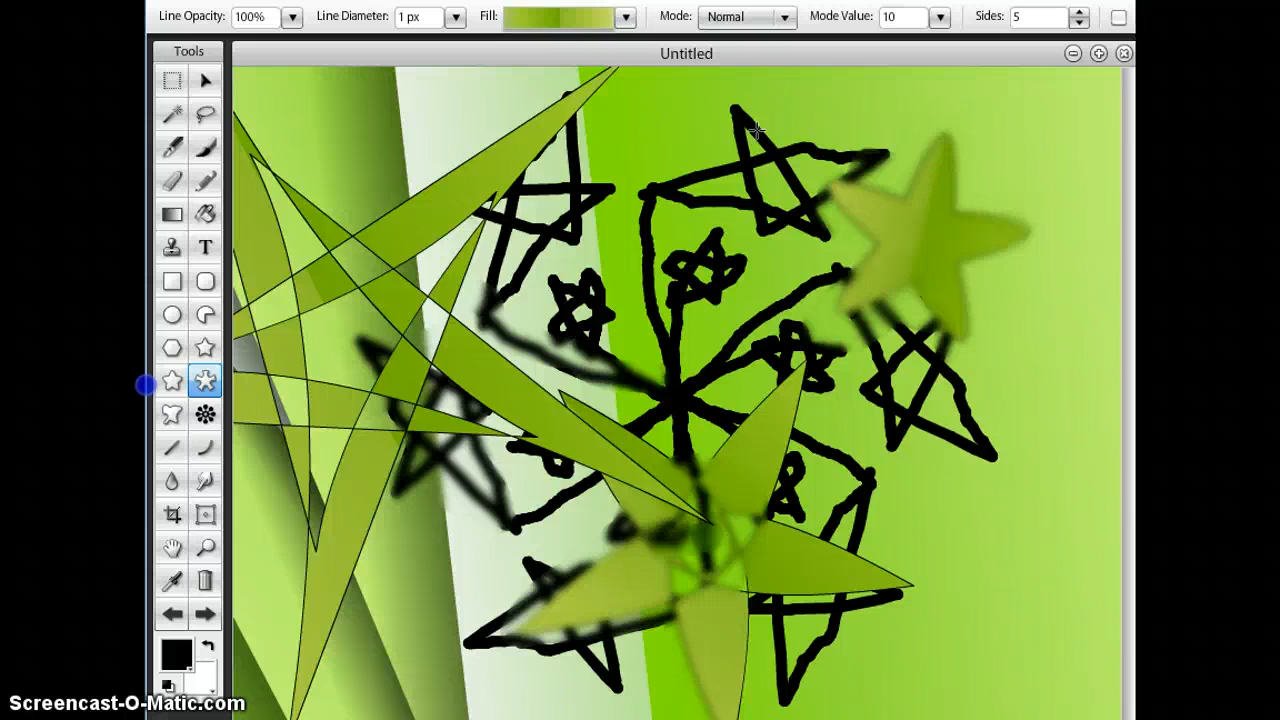 Line Opacity: 100% Line Diameter: 1 px Fill: Mode: Normal Mode Value: 10 Sides: 5
Tools
Untitled
T
Screencast-O-Matic.com